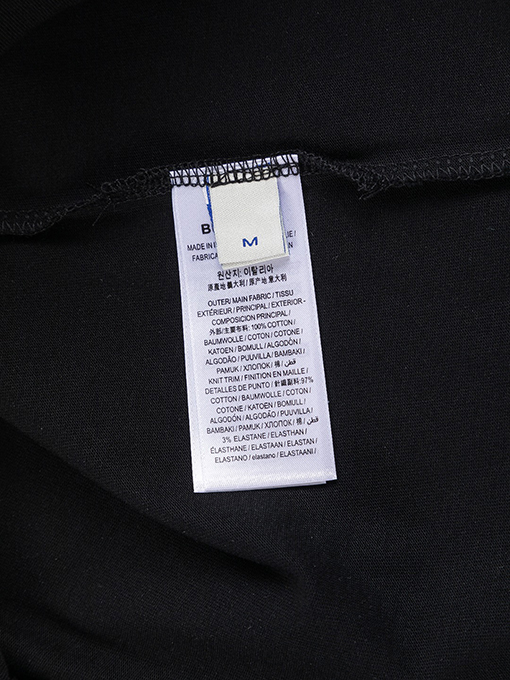 B
M
MADE IN
FABRICA
원산지: 이탈리아
原産地 義大利 / 原产地 意大利
OUTER / MAIN FABRIC / TISSU
EXTÉRIEUR / PRINCIPAL / EXTERIOR -
COMPOSICION PRINCIPAL /
外部/主要布料: 100% COTTON /
BAUMWOLLE / COTON / COTONE /
KATOEN / BOMULL / ALGODÓN /
ALGODÃO / PUUVILLA / BAMBAKI /
PAMUK / ХЛОПОК / 棉 / قطن /
KNIT TRIM / FINITION EN MAILLE /
DETALLES DE PUNTO / 針織副料: 97%
COTTON / BAUMWOLLE / COTON /
COTONE / KATOEN / BOMULL /
ALGODÓN / ALGODÃO / PUUVILLA /
BAMBAKI / PAMUK / ХЛОПОК / 棉 / قطن
3% ELASTANE / ELASTHAN /
ÉLASTHANE / ELASTAN / ELASTAAN /
ELASTANO / elastano / ELASTAANI /